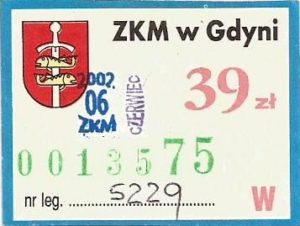 ZKM w Gdyni
2002.
06
ZKM
CZERWIEC
39 zł
0013575
nr leg. 5229
W